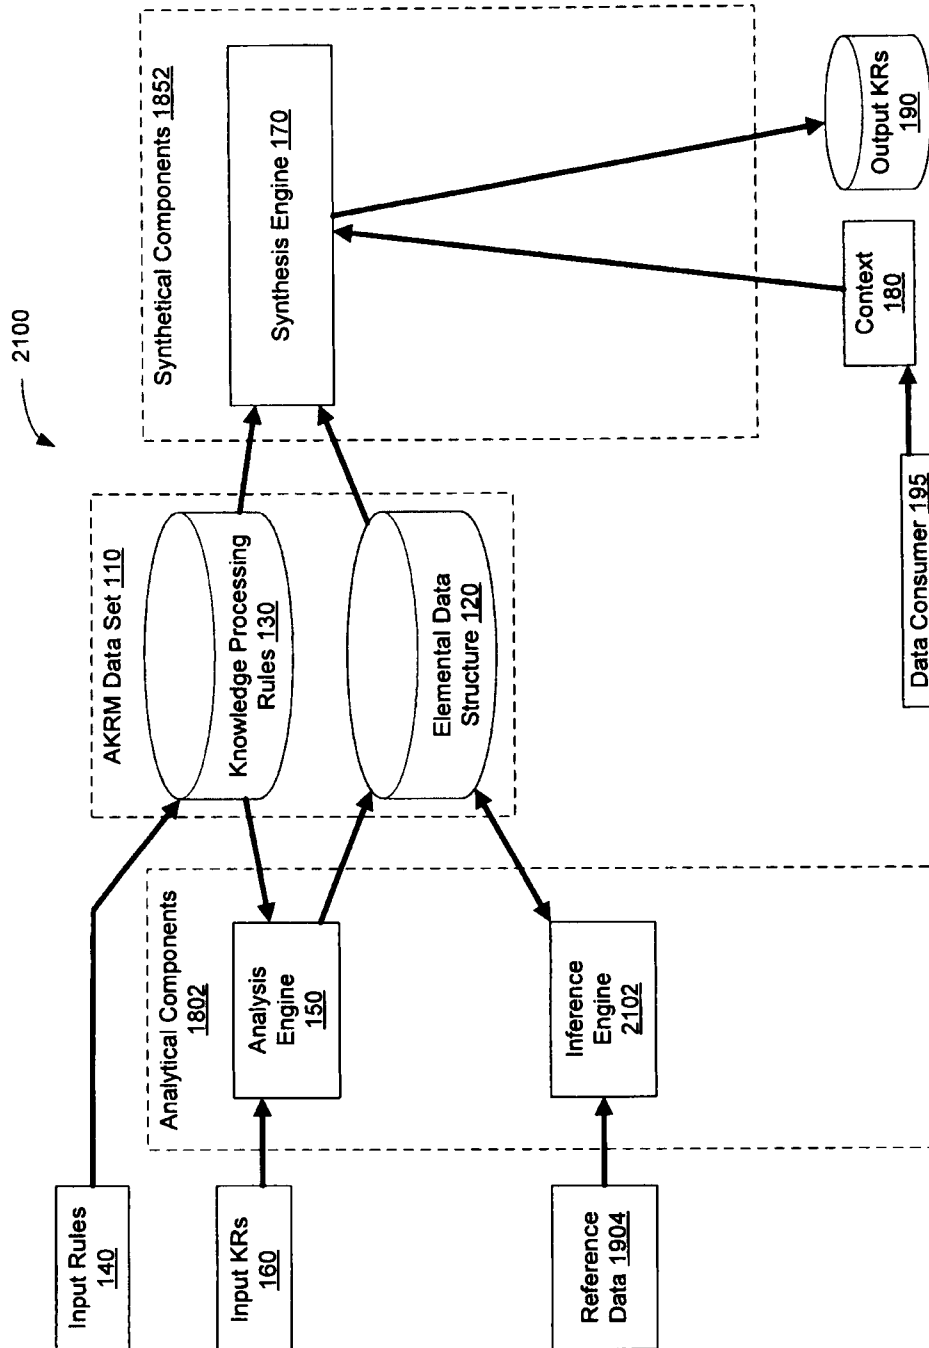 2100
Input Rules
140
Input KRs
160
Reference
Data 1904
Analytical Components
1802
Analysis
Engine
150
Inference
Engine
2102
AKRM Data Set 110
Knowledge Processing
Rules 130
Elemental Data
Structure 120
Synthetical Components 1852
Synthesis Engine 170
Data Consumer 195
Context
180
Output KRs
190